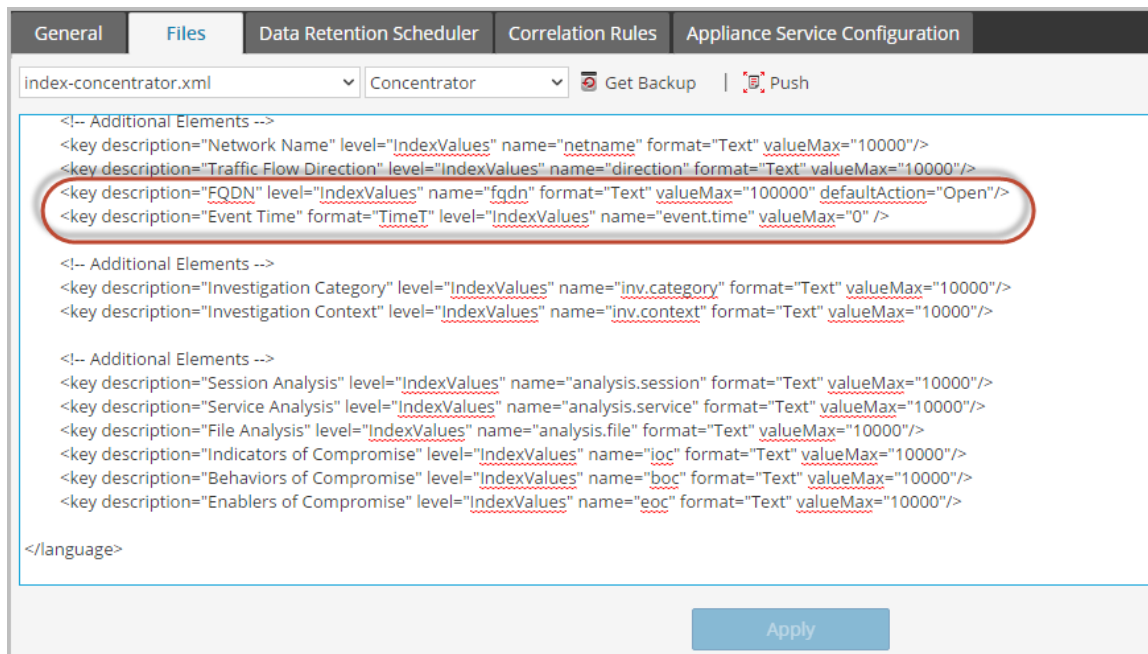 General Files Data Retention Scheduler Correlation Rules Appliance Service Configuration
index-concentrator.xml Concentrator Get Backup | Push
<!-- Additional Elements -->
<key description="Network Name" level="IndexValues" name="netname" format="Text" valueMax="10000"/>
<key description="Traffic Flow Direction" level="IndexValues" name="direction" format="Text" valueMax="10000"/>
<key description="FQDN" level="IndexValues" name="fqdn" format="Text" valueMax="100000" defaultAction="Open"/>
<key description="Event Time" format="TimeT" level="IndexValues" name="event.time" valueMax="0" />
<!-- Additional Elements -->
<key description="Investigation Category" level="IndexValues" name="inv.category" format="Text" valueMax="10000"/>
<key description="Investigation Context" level="IndexValues" name="inv.context" format="Text" valueMax="10000"/>
<!-- Additional Elements -->
<key description="Session Analysis" level="IndexValues" name="analysis.session" format="Text" valueMax="10000"/>
<key description="Service Analysis" level="IndexValues" name="analysis.service" format="Text" valueMax="10000"/>
<key description="File Analysis" level="IndexValues" name="analysis.file" format="Text" valueMax="10000"/>
<key description="Indicators of Compromise" level="IndexValues" name="ioc" format="Text" valueMax="10000"/>
<key description="Behaviors of Compromise" level="IndexValues" name="boc" format="Text" valueMax="10000"/>
<key description="Enablers of Compromise" level="IndexValues" name="eoc" format="Text" valueMax="10000"/>
</language>
Apply